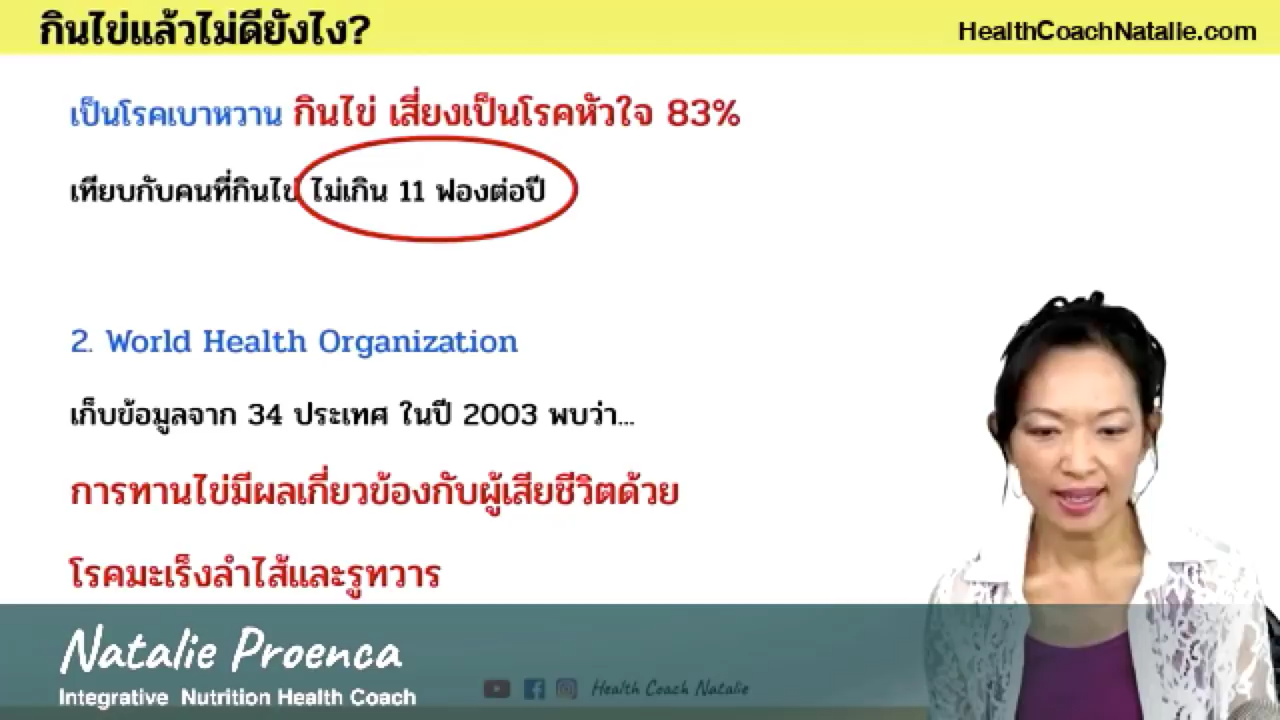 กินไข่แล้วไม่ดียังไง?
HealthCoachNatalie.com
เป็นโรคเบาหวาน กินไข่ เสี่ยงเป็นโรคหัวใจ 83%
เทียบกับคนที่กินไข่ ไม่เกิน 11 ฟองต่อปี
2. World Health Organization
เก็บข้อมูลจาก 34 ประเทศ ในปี 2003 พบว่า...
การทานไข่มีผลเกี่ยวข้องกับผู้เสียชีวิตด้วย
โรคมะเร็งลำไส้และรูทวาร
Natalie Proenca
Integrative Nutrition Health Coach
Health Coach Natalie